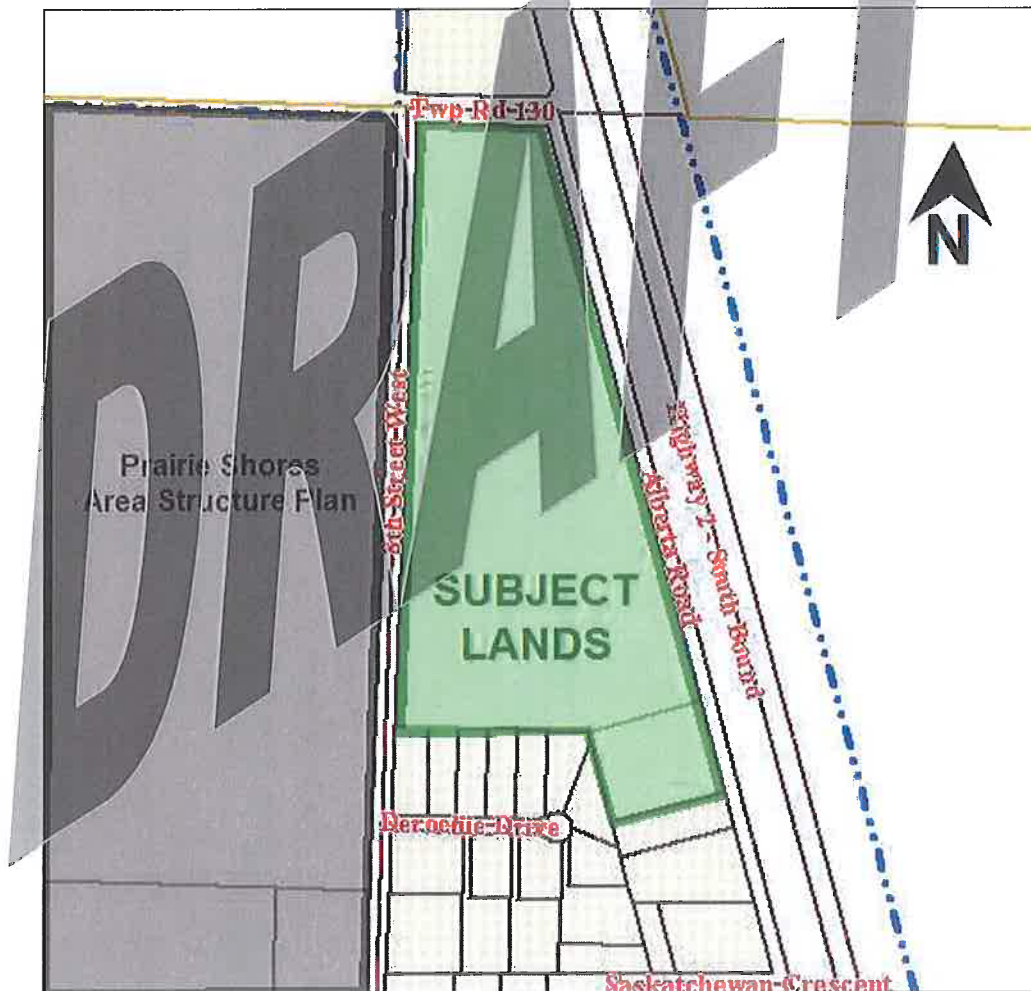 Twp Rd 130
N
DRAFT
6th Street West
Prairie Shores
Area Structure Plan
Highway 2 - South Bound
Alberta Road
SUBJECT
LANDS
Derochie Drive
Saskatchewan Crescent